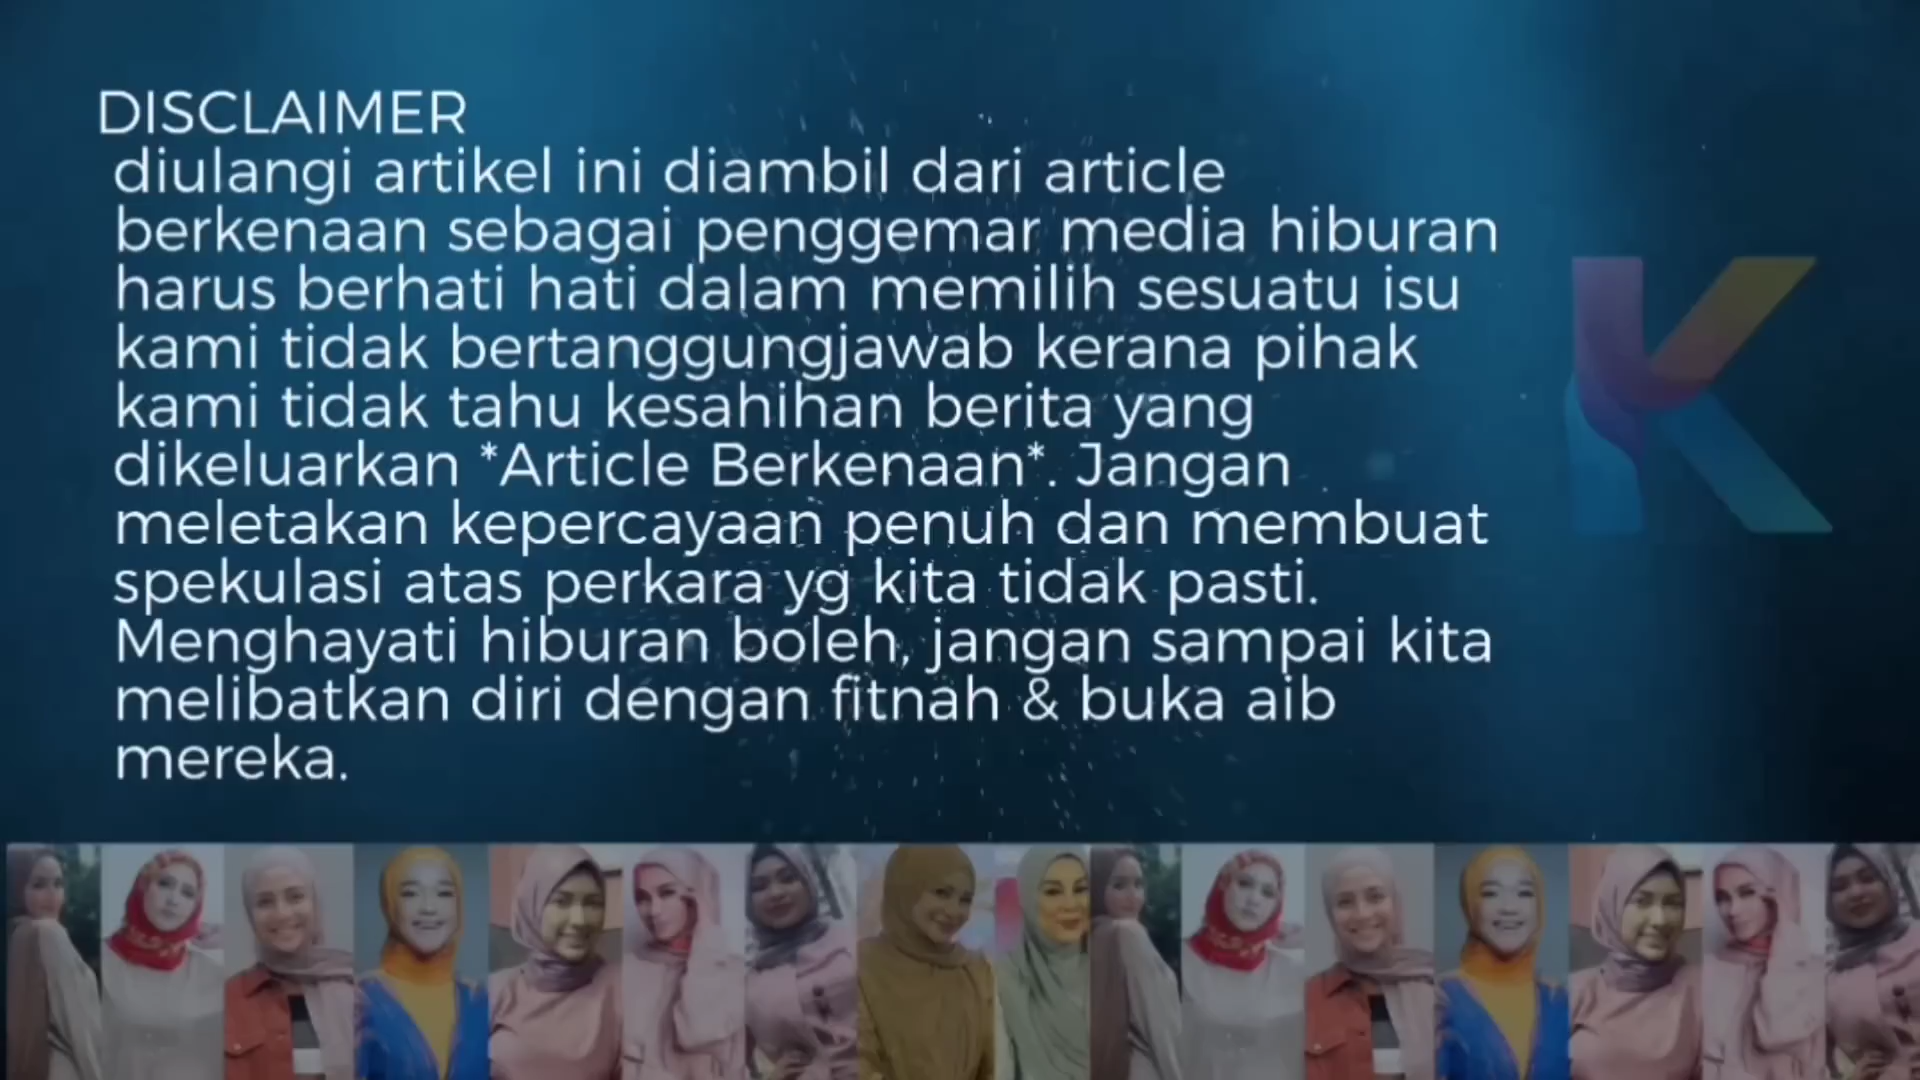 DISCLAIMER
diulangi artikel ini diambil dari article
berkenaan sebagai penggemar media hiburan
harus berhati hati dalam memilih sesuatu isu
kami tidak bertanggungjawab kerana pihak
kami tidak tahu kesahihan berita yang
dikeluarkan *Article Berkenaan*. Jangan
meletakan kepercayaan penuh dan membuat
spekulasi atas perkara yg kita tidak pasti.
Menghayati hiburan boleh, jangan sampai kita
melibatkan diri dengan fitnah & buka aib
mereka.
K